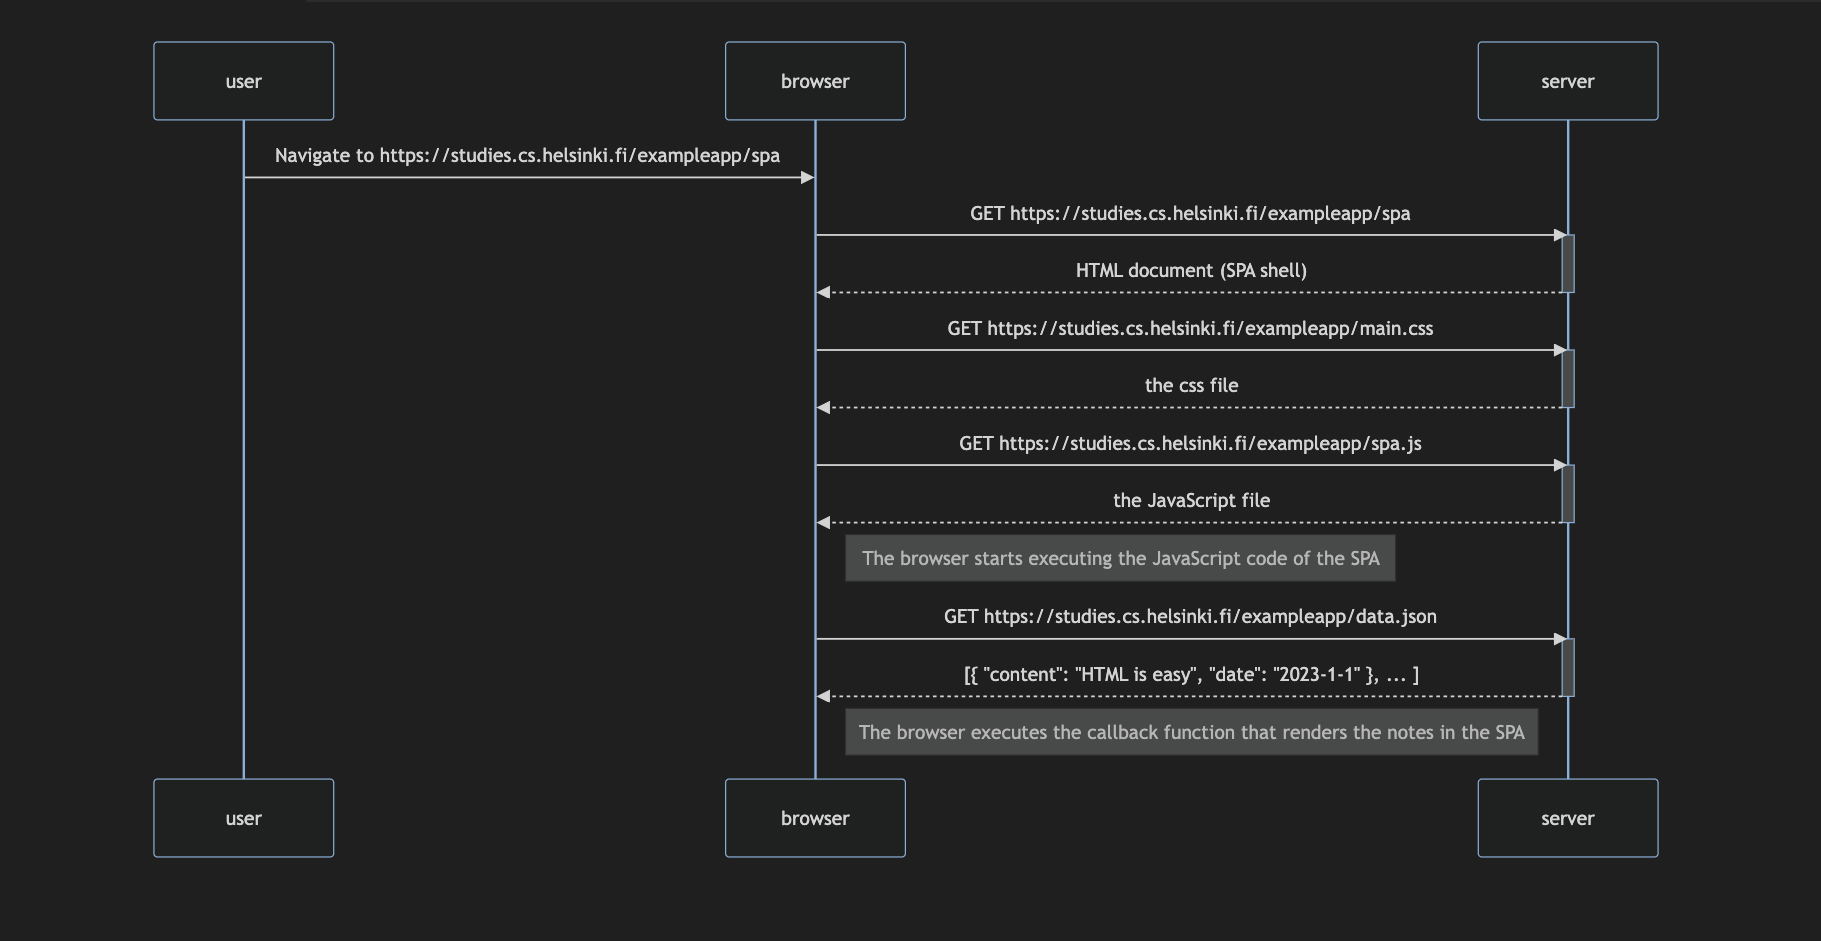 user
browser
server
Navigate to https://studies.cs.helsinki.fi/exampleapp/spa
GET https://studies.cs.helsinki.fi/exampleapp/spa
HTML document (SPA shell)
GET https://studies.cs.helsinki.fi/exampleapp/main.css
the css file
GET https://studies.cs.helsinki.fi/exampleapp/spa.js
the JavaScript file
The browser starts executing the JavaScript code of the SPA
GET https://studies.cs.helsinki.fi/exampleapp/data.json
[{ "content": "HTML is easy", "date": "2023-1-1" }, ... ]
The browser executes the callback function that renders the notes in the SPA
user
browser
server